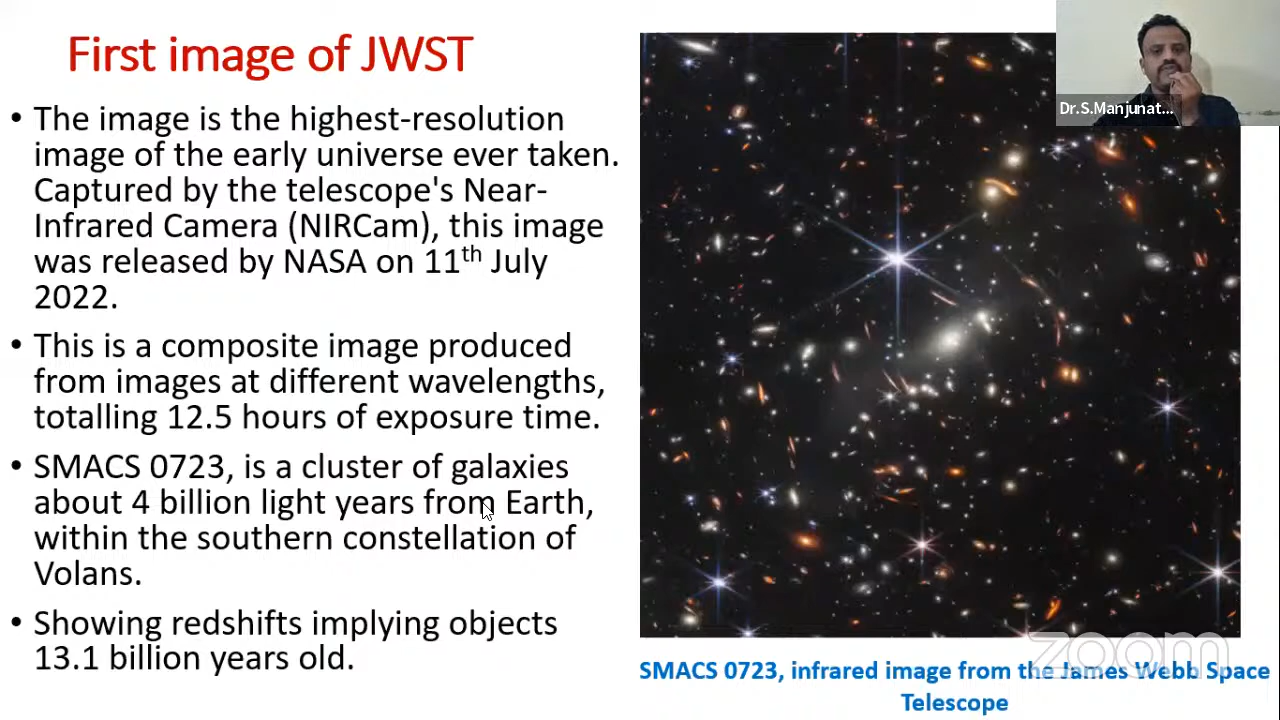 First image of JWST
• The image is the highest-resolution
image of the early universe ever taken.
Captured by the telescope's Near-
Infrared Camera (NIRCam), this image
was released by NASA on 11th July
2022.
• This is a composite image produced
from images at different wavelengths,
totalling 12.5 hours of exposure time.
• SMACS 0723, is a cluster of galaxies
about 4 billion light years from Earth,
within the southern constellation of
Volans.
• Showing redshifts implying objects
13.1 billion years old.
Dr.S.Manjunat...
zoom
SMACS 0723, infrared image from the James Webb Space
Telescope